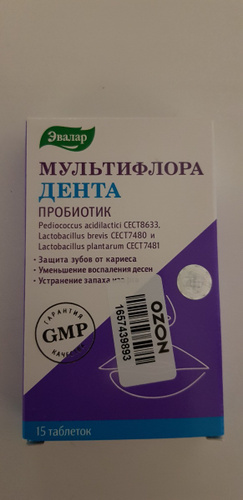 Эвалар
МУЛЬТИФЛОРА
ДЕНТА
ПРОБИОТИК
Pediococcus acidilactici CECT8633,
Lactobacillus brevis CECT7480 и
Lactobacillus plantarum CECT7481
• Защита зубов от кариеса
• Уменьшение воспаления десен
• Устранение запаха
OZON
1657439893
ГАРАНТИЯ
GMP
КАЧЕСТВА
15 таблеток